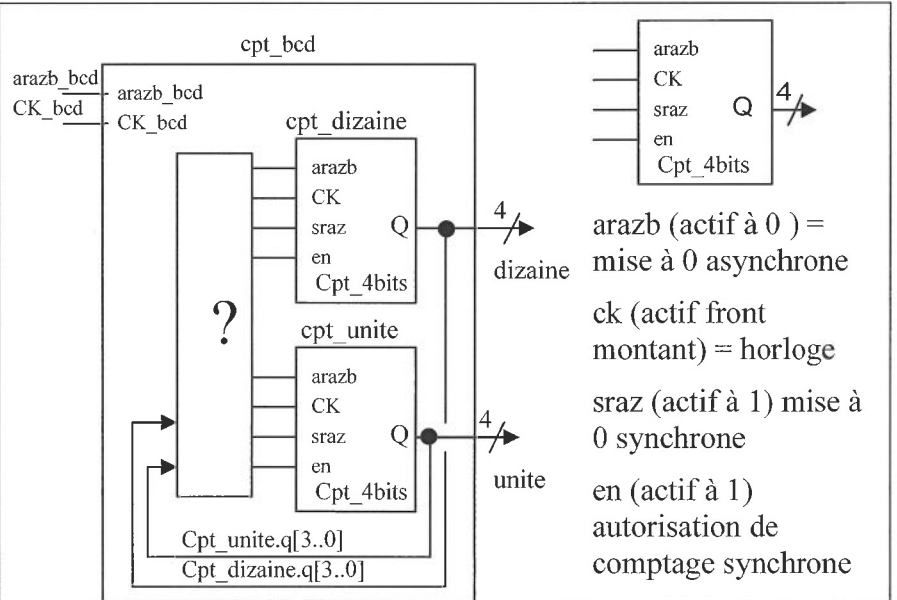 cpt_bcd
arazb_bcd
CK_bcd
arazb_bcd
CK_bcd
cpt_dizaine
arazb
CK
sraz
en
Q
Cpt_4bits
4
dizaine
?
cpt_unite
arazb
CK
sraz
en
Q
Cpt_4bits
4
unite
Cpt_unite.q[3..0]
Cpt_dizaine.q[3..0]
arazb
CK
sraz
en
Q
Cpt_4bits
4
arazb (actif à 0 ) =
mise à 0 asynchrone
ck (actif front
montant) = horloge
sraz (actif à 1) mise à
0 synchrone
en (actif à 1)
autorisation de
comptage synchrone